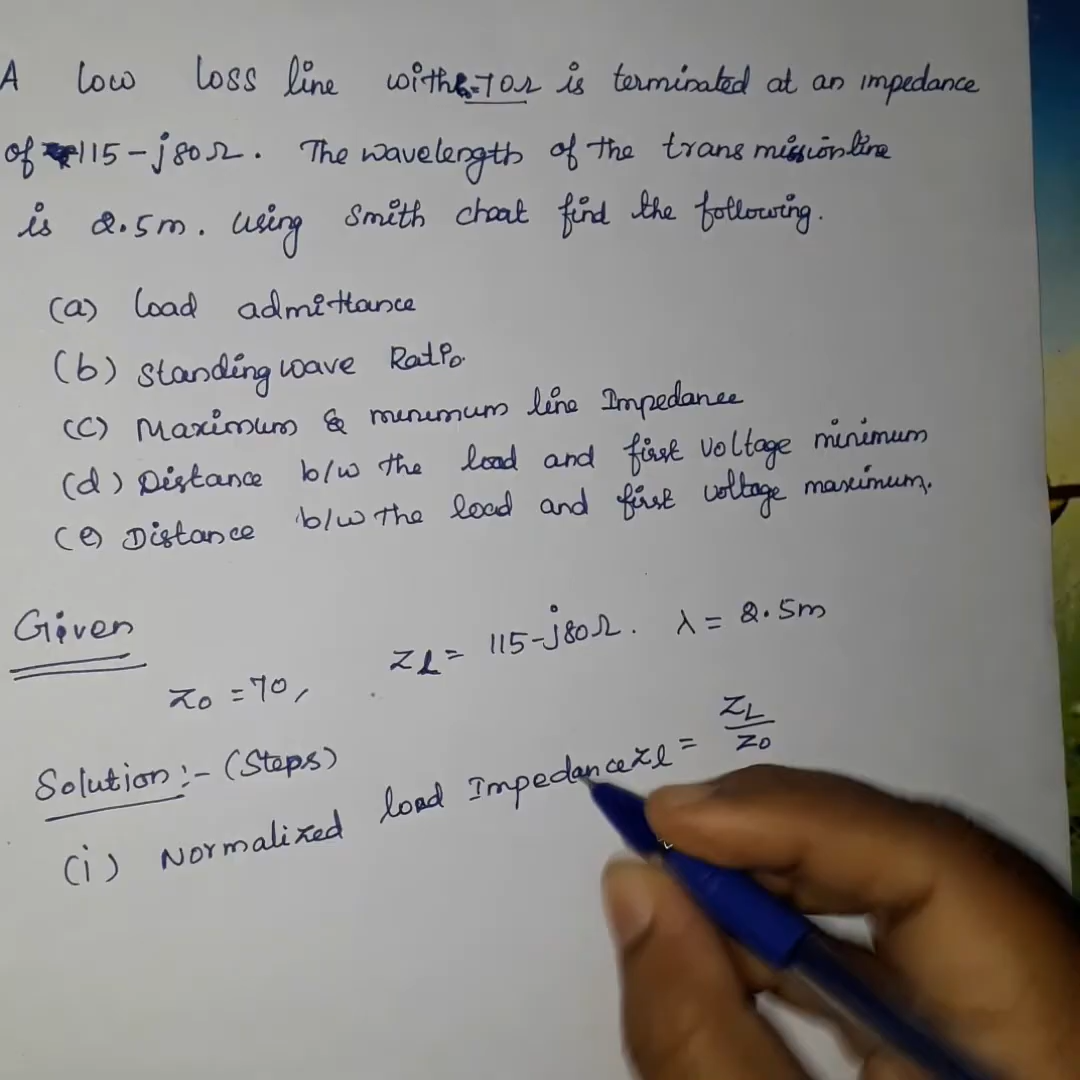 A low loss line with 70Ω is terminated at an impedance
of 115-j80Ω. The wavelength of the transmission line
is 2.5m. using smith chart find the following.
(a) load admittance
(b) standing wave Ratio.
(c) Maximum & minimum line Impedance
(d) Distance b/w the load and first voltage minimum
(e) Distance b/w the load and first voltage maximum.
Given
Z0 = 70, ZL = 115-j80Ω. λ = 2.5m
Solution:- (Steps)
(i) Normalized load Impedance zl = ZL/Z0